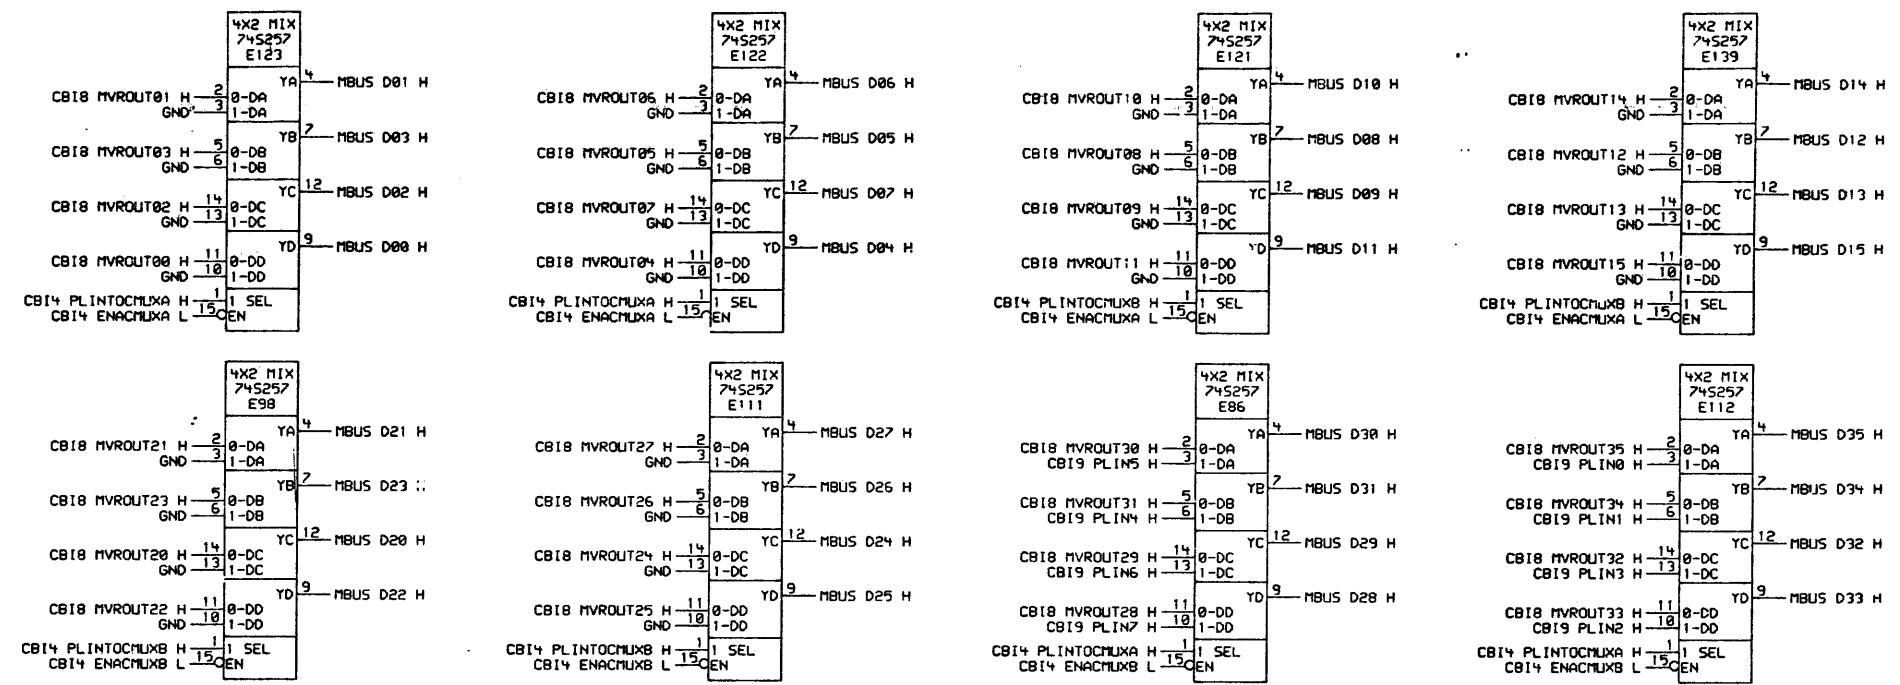 4X2 MIX
74S257
E123
YA 4 MBUS D01 H
CBI8 MVROUT01 H 2 0-DA
GND 3 1-DA
YB 7 MBUS D03 H
CBI8 MVROUT03 H 5 0-DB
GND 6 1-DB
YC 12 MBUS D02 H
CBI8 MVROUT02 H 14 0-DC
GND 13 1-DC
YD 9 MBUS D00 H
CBI8 MVROUT00 H 11 0-DD
GND 10 1-DD
CBI4 PLINTOCMUXA H 1 1 SEL
CBI4 ENACMUXA L 15 EN
4X2 MIX
74S257
E122
YA 4 MBUS D06 H
CBI8 MVROUT06 H 2 0-DA
GND 3 1-DA
YB 7 MBUS D05 H
CBI8 MVROUT05 H 5 0-DB
GND 6 1-DB
YC 12 MBUS D07 H
CBI8 MVROUT07 H 14 0-DC
GND 13 1-DC
YD 9 MBUS D04 H
CBI8 MVROUT04 H 11 0-DD
GND 10 1-DD
CBI4 PLINTOCMUXA H 1 1 SEL
CBI4 ENACMUXA L 15 EN
4X2 MIX
74S257
E121
YA 4 MBUS D10 H
CBI8 MVROUT10 H 2 0-DA
GND 3 1-DA
YB 7 MBUS D08 H
CBI8 MVROUT08 H 5 0-DB
GND 6 1-DB
YC 12 MBUS D09 H
CBI8 MVROUT09 H 14 0-DC
GND 13 1-DC
YD 9 MBUS D11 H
CBI8 MVROUT11 H 11 0-DD
GND 10 1-DD
CBI4 PLINTOCMUXB H 1 1 SEL
CBI4 ENACMUXA L 15 EN
4X2 MIX
74S257
E139
YA 4 MBUS D14 H
CBI8 MVROUT14 H 2 0-DA
GND 3 1-DA
YB 7 MBUS D12 H
CBI8 MVROUT12 H 5 0-DB
GND 6 1-DB
YC 12 MBUS D13 H
CBI8 MVROUT13 H 14 0-DC
GND 13 1-DC
YD 9 MBUS D15 H
CBI8 MVROUT15 H 11 0-DD
GND 10 1-DD
CBI4 PLINTOCMUXB H 1 1 SEL
CBI4 ENACMUXA L 15 EN
4X2 MIX
74S257
E98
YA 4 MBUS D21 H
CBI8 MVROUT21 H 2 0-DA
GND 3 1-DA
YB 7 MBUS D23
CBI8 MVROUT23 H 5 0-DB
GND 6 1-DB
YC 12 MBUS D20 H
CBI8 MVROUT20 H 14 0-DC
GND 13 1-DC
YD 9 MBUS D22 H
CBI8 MVROUT22 H 11 0-DD
GND 10 1-DD
CBI4 PLINTOCMUXB H 1 1 SEL
CBI4 ENACMUXB L 15 EN
4X2 MIX
74S257
E111
YA 4 MBUS D27 H
CBI8 MVROUT27 H 2 0-DA
GND 3 1-DA
YB 7 MBUS D26 H
CBI8 MVROUT26 H 5 0-DB
GND 6 1-DB
YC 12 MBUS D24 H
CBI8 MVROUT24 H 14 0-DC
GND 13 1-DC
YD 9 MBUS D25 H
CBI8 MVROUT25 H 11 0-DD
GND 10 1-DD
CBI4 PLINTOCMUXB H 1 1 SEL
CBI4 ENACMUXB L 15 EN
4X2 MIX
74S257
E86
YA 4 MBUS D30 H
CBI8 MVROUT30 H 2 0-DA
CBI9 PLIN5 H 3 1-DA
YB 7 MBUS D31 H
CBI8 MVROUT31 H 5 0-DB
CBI9 PLIN4 H 6 1-DB
YC 12 MBUS D29 H
CBI8 MVROUT29 H 14 0-DC
CBI9 PLIN6 H 13 1-DC
YD 9 MBUS D28 H
CBI8 MVROUT28 H 11 0-DD
CBI9 PLIN7 H 10 1-DD
CBI4 PLINTOCMUXA H 1 1 SEL
CBI4 ENACMUXB L 15 EN
4X2 MIX
74S257
E112
YA 4 MBUS D35 H
CBI8 MVROUT35 H 2 0-DA
CBI9 PLIN0 H 3 1-DA
YB 7 MBUS D34 H
CBI8 MVROUT34 H 5 0-DB
CBI9 PLIN1 H 6 1-DB
YC 12 MBUS D32 H
CBI8 MVROUT32 H 14 0-DC
CBI9 PLIN3 H 13 1-DC
YD 9 MBUS D33 H
CBI8 MVROUT33 H 11 0-DD
CBI9 PLIN2 H 10 1-DD
CBI4 PLINTOCMUXA H 1 1 SEL
CBI4 ENACMUXB L 15 EN